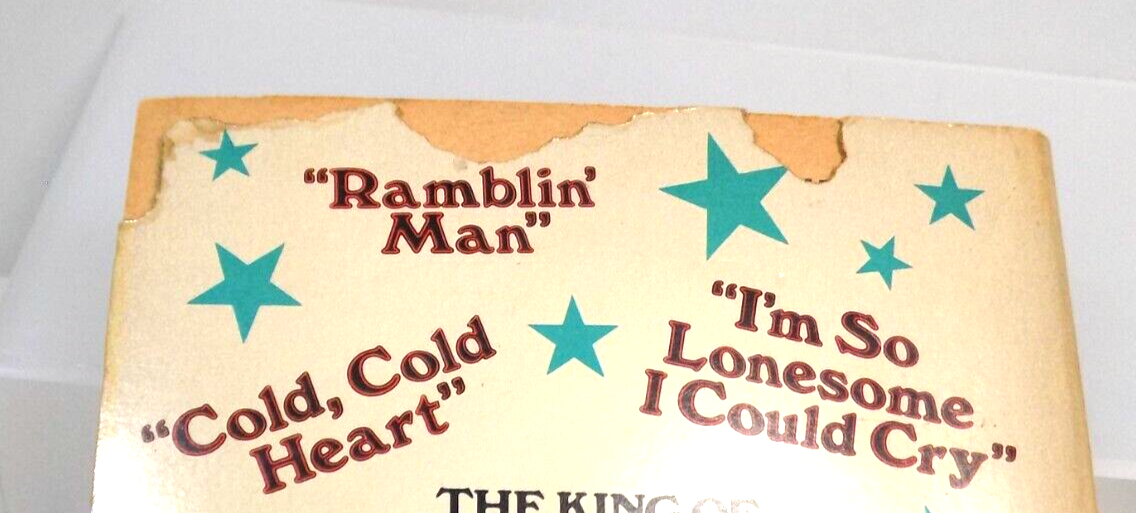 “Ramblin’
Man”
“I’m So
Lonesome
I Could Cry”
“Cold, Cold
Heart”
THE KING OF